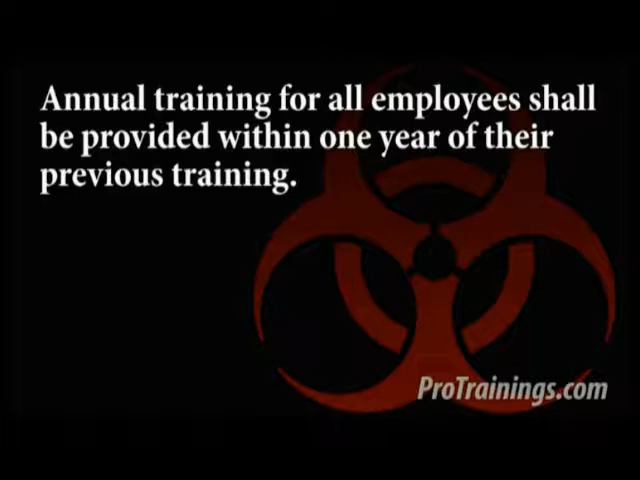 Annual training for all employees shall
be provided within one year of their
previous training.
ProTrainings.com